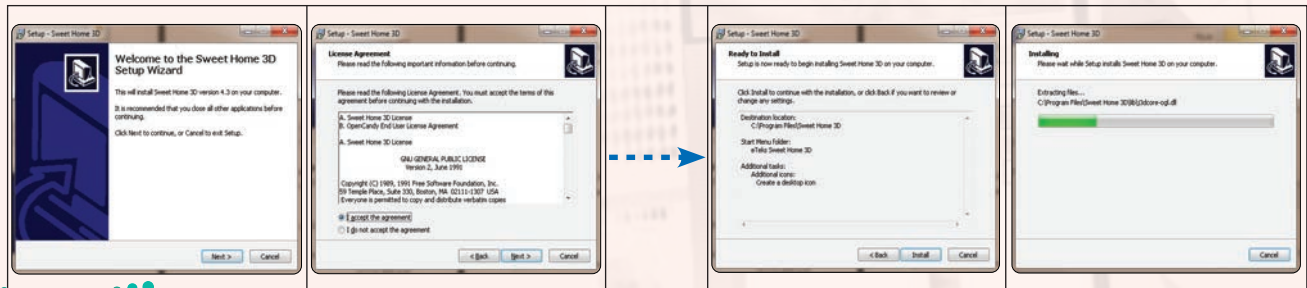 Setup - Sweet Home 3D
Welcome to the Sweet Home 3D
Setup Wizard
This will install Sweet Home 3D version 4.3 on your computer.
It is recommended that you close all other applications before
continuing.
Click Next to continue, or Cancel to exit Setup.
Next >
Cancel
Setup - Sweet Home 3D
License Agreement
Please read the following important information before continuing.
Please read the following License Agreement. You must accept the terms of this
agreement before continuing with the installation.
A. Sweet Home 3D License
B. OpenCandy End User License Agreement
A. Sweet Home 3D License
GNU GENERAL PUBLIC LICENSE
Version 2, June 1991
Copyright (C) 1989, 1991 Free Software Foundation, Inc.
59 Temple Place, Suite 330, Boston, MA 02111-1307 USA
Everyone is permitted to copy and distribute verbatim copies
I accept the agreement
I do not accept the agreement
< Back
Next >
Cancel
Setup - Sweet Home 3D
Ready to Install
Setup is now ready to begin installing Sweet Home 3D on your computer.
Click Install to continue with the installation, or click Back if you want to review or
change any settings.
Destination location:
C:\Program Files\Sweet Home 3D
Start Menu folder:
eTeks Sweet Home 3D
Additional tasks:
Additional icons:
Create a desktop icon
< Back
Install
Cancel
Setup - Sweet Home 3D
Installing
Please wait while Setup installs Sweet Home 3D on your computer.
Extracting files...
C:\Program Files\Sweet Home 3D\lib\j3dcore-ogl.dll
Cancel